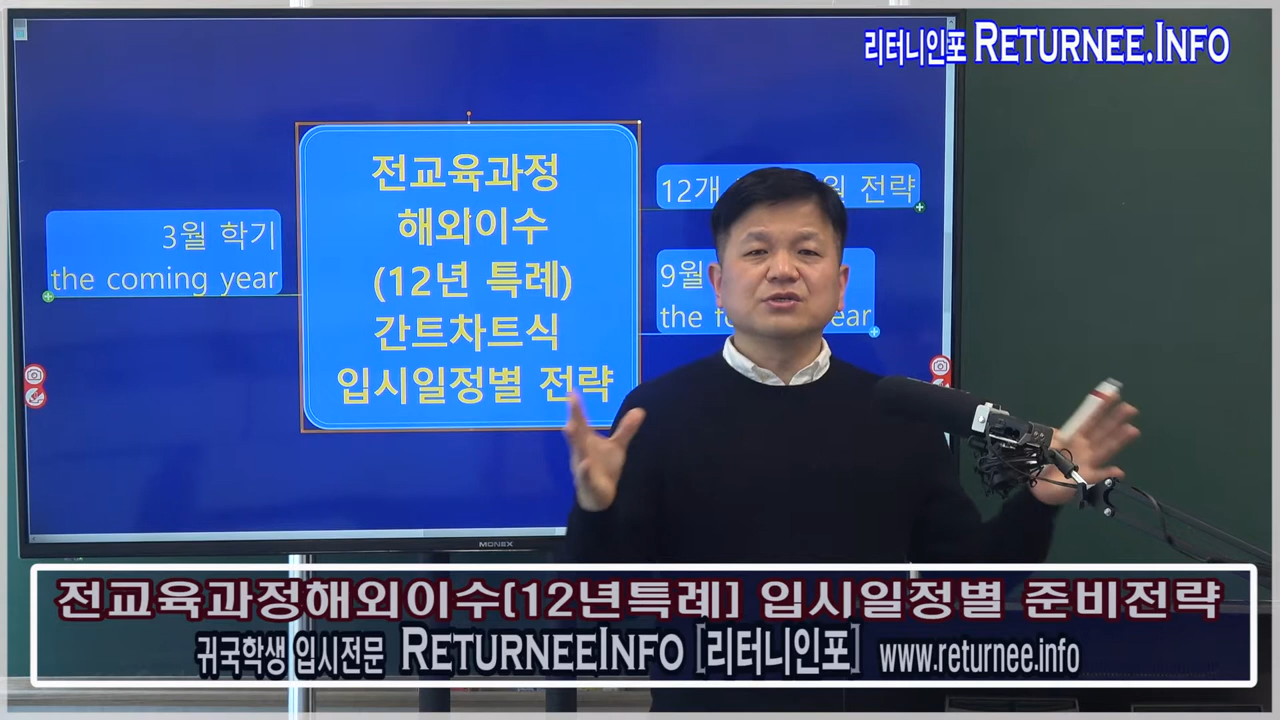 리터니인포 RETURNEE.INFO
전교육과정
해외이수
(12년 특례)
간트차트식
입시일정별 전략
3월 학기
the coming year
12개 전략
9월
the
MONEX
전교육과정해외이수[12년특례] 입시일정별 준비전략
귀국학생 입시전문 RETURNEEINFO [리터니인포] www.returnee.info